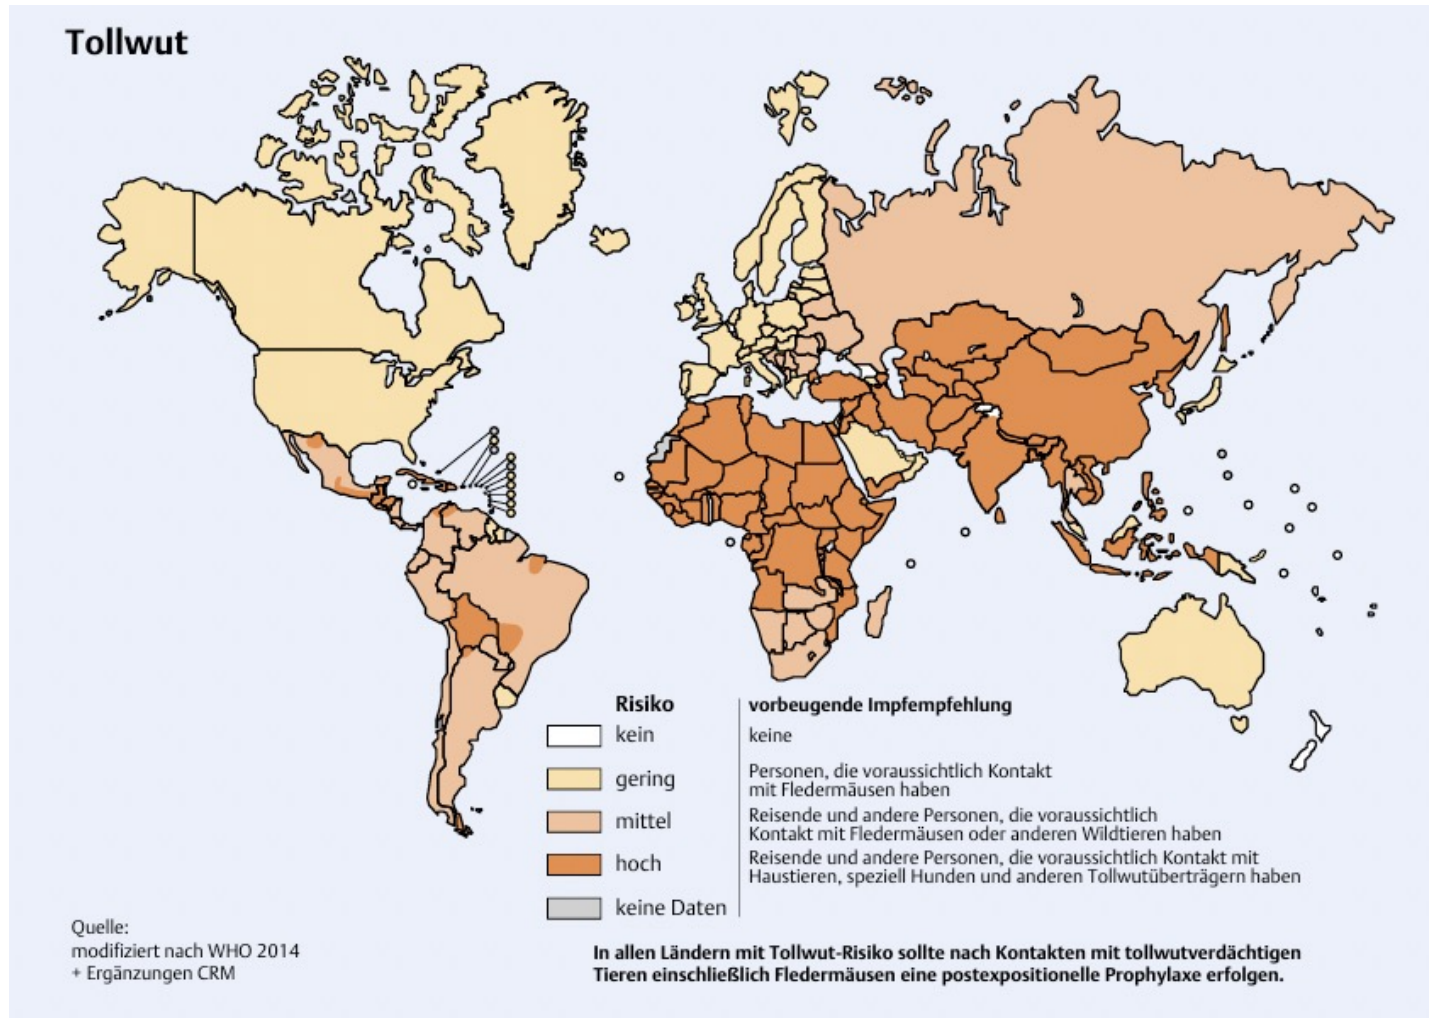 Tollwut
Risiko
vorbeugende Impfempfehlung
kein
keine
gering
Personen, die voraussichtlich Kontakt
mit Fledermäusen haben
mittel
Reisende und andere Personen, die voraussichtlich
Kontakt mit Fledermäusen oder anderen Wildtieren haben
hoch
Reisende und andere Personen, die voraussichtlich Kontakt mit
Haustieren, speziell Hunden und anderen Tollwutüberträgern haben
keine Daten
Quelle:
modifiziert nach WHO 2014
+ Ergänzungen CRM
In allen Ländern mit Tollwut-Risiko sollte nach Kontakten mit tollwutverdächtigen
Tieren einschließlich Fledermäusen eine postexpositionelle Prophylaxe erfolgen.